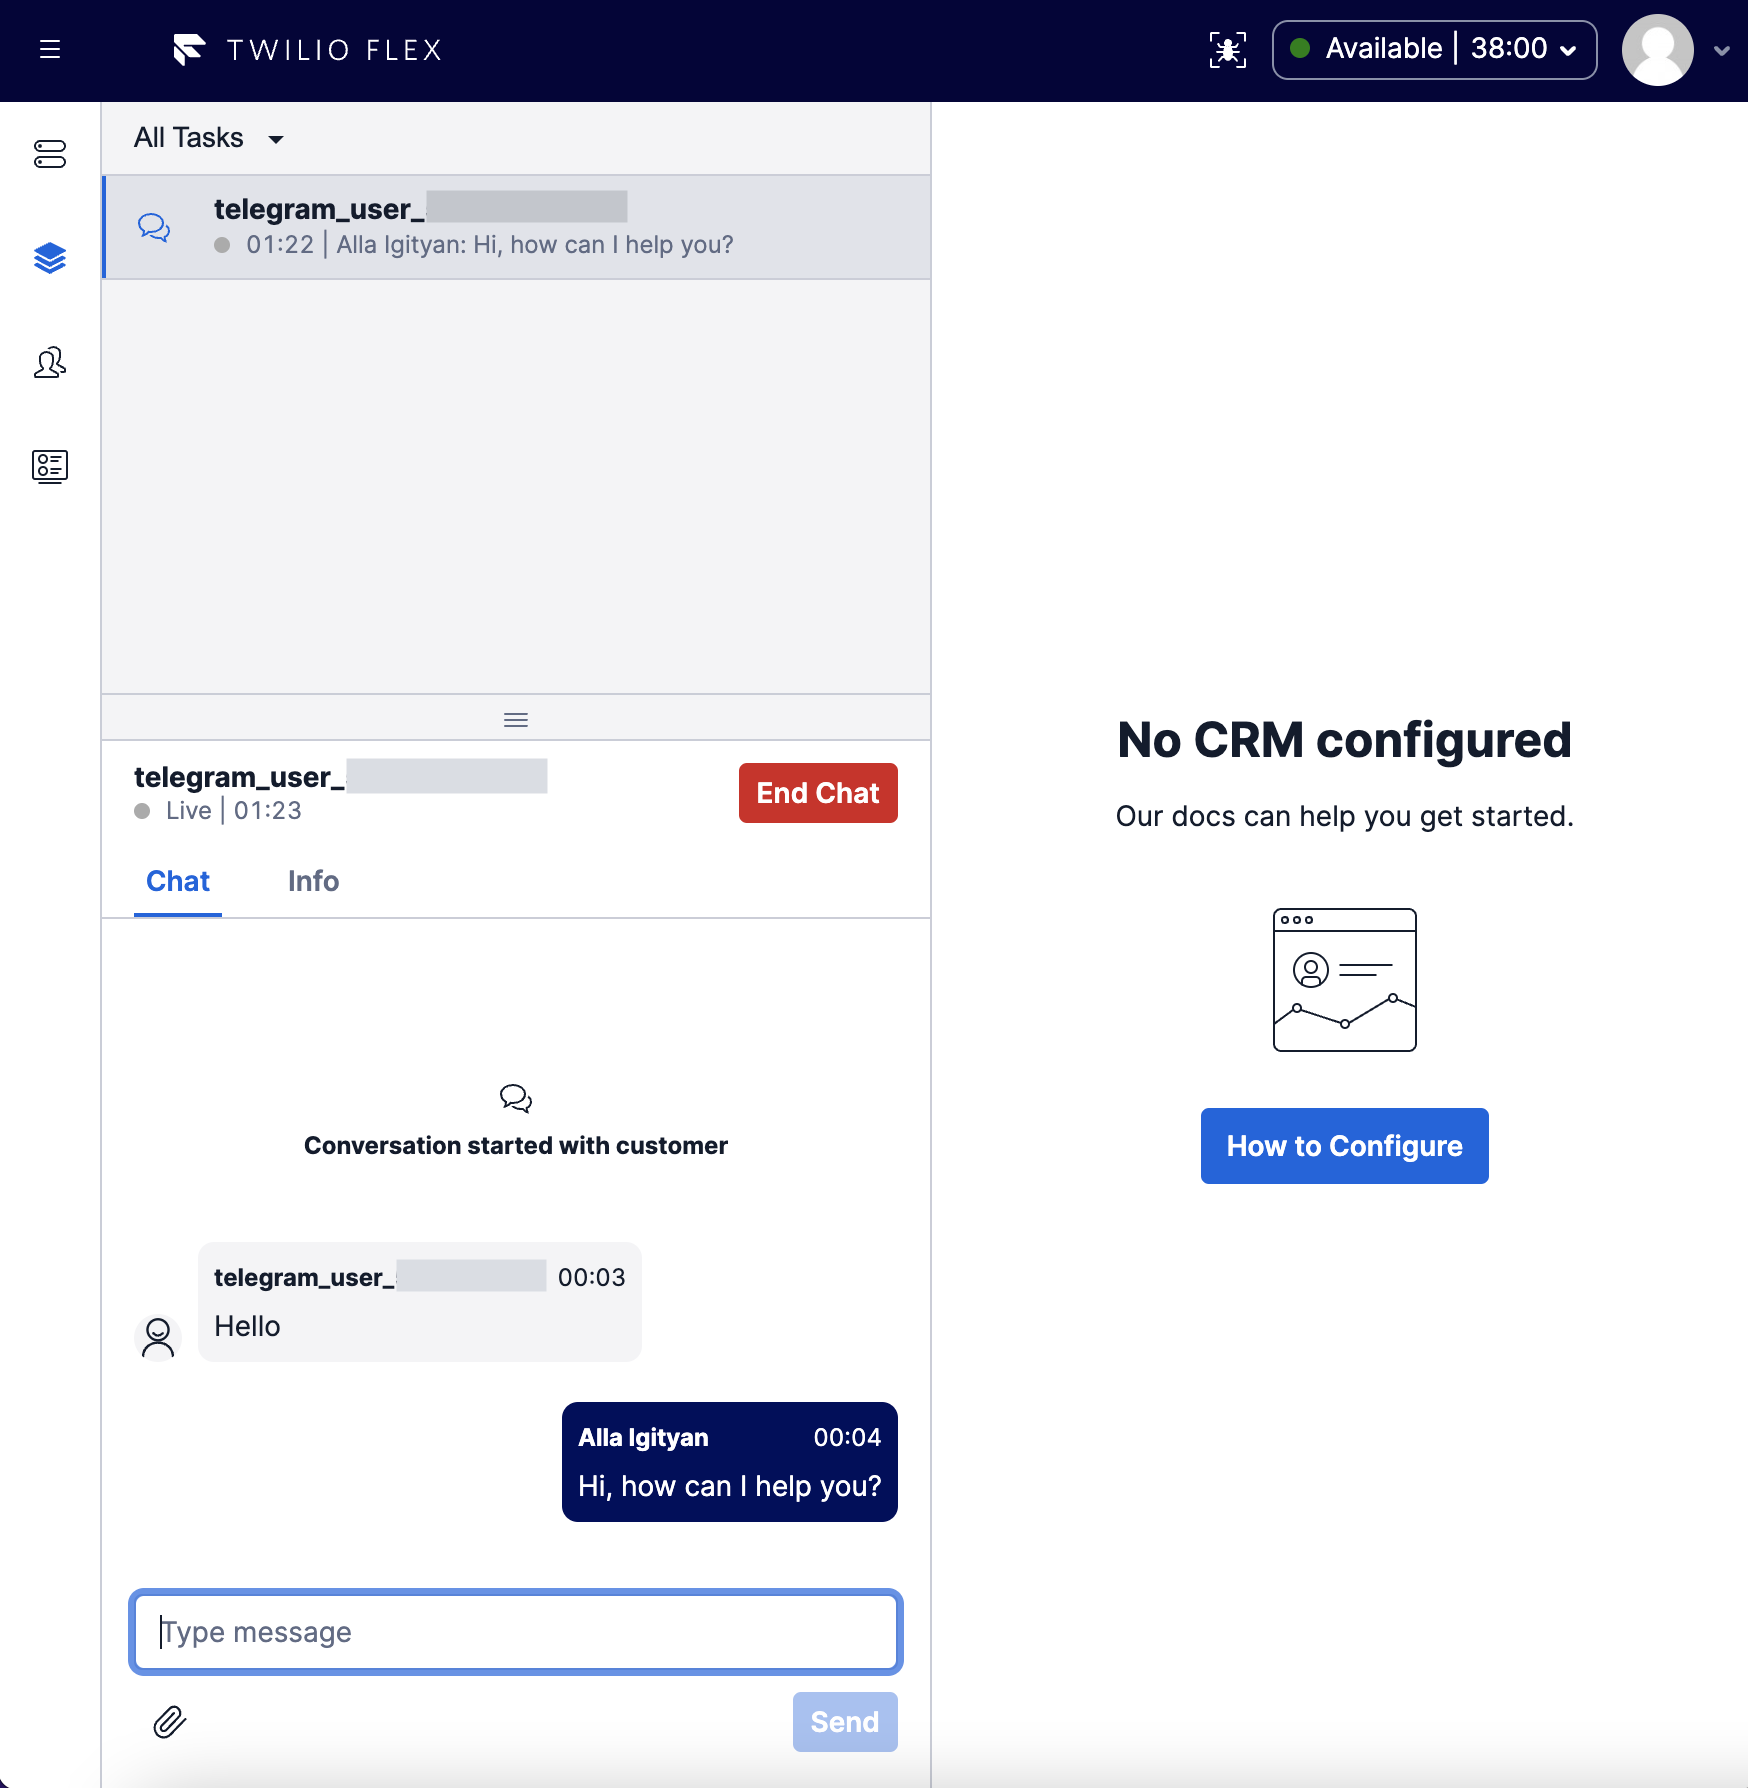 TWILIO FLEX
Available | 38:00
All Tasks
telegram_user_
01:22 | Alla Igityan: Hi, how can I help you?
telegram_user_
Live | 01:23
End Chat
Chat Info
Conversation started with customer
telegram_user_ 00:03
Hello
Alla Igityan 00:04
Hi, how can I help you?
Type message
Send
No CRM configured
Our docs can help you get started.
How to Configure